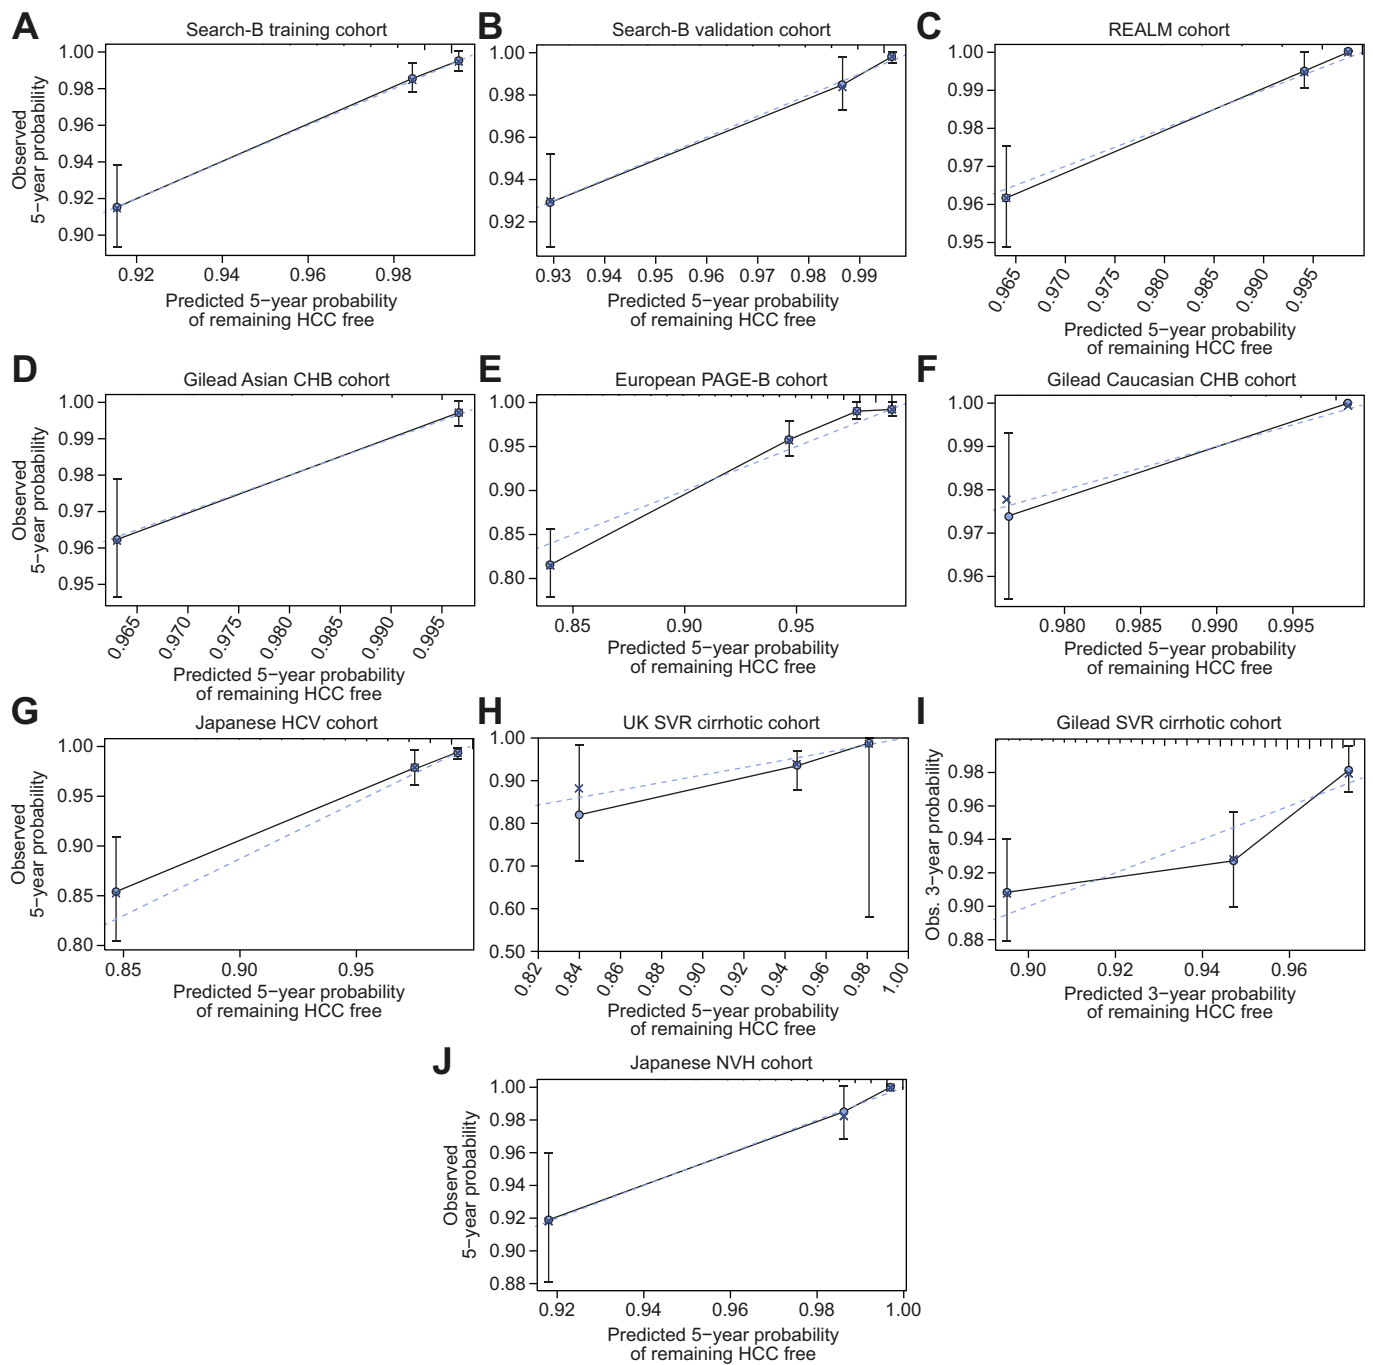 A
Search-B training cohort
1.00
0.98
0.96
0.94
0.92
0.90
Observed
5−year probability
0.92
0.94
0.96
0.98
Predicted 5−year probability
of remaining HCC free
B
Search-B validation cohort
1.00
0.98
0.96
0.94
0.92
0.93
0.94
0.95
0.96
0.97
0.98
0.99
Predicted 5−year probability
of remaining HCC free
C
REALM cohort
1.00
0.99
0.98
0.97
0.96
0.95
0.965
0.970
0.975
0.980
0.985
0.990
0.995
Predicted 5−year probability
of remaining HCC free
D
Gilead Asian CHB cohort
1.00
0.99
0.98
0.97
0.96
0.95
Observed
5−year probability
0.965
0.970
0.975
0.980
0.985
0.990
0.995
Predicted 5−year probability
of remaining HCC free
E
European PAGE-B cohort
1.00
0.95
0.90
0.85
0.80
0.85
0.90
0.95
Predicted 5−year probability
of remaining HCC free
F
Gilead Caucasian CHB cohort
1.00
0.99
0.98
0.97
0.96
0.980
0.985
0.990
0.995
Predicted 5−year probability
of remaining HCC free
G
Japanese HCV cohort
1.00
0.95
0.90
0.85
0.80
Observed
5−year probability
0.85
0.90
0.95
Predicted 5−year probability
of remaining HCC free
H
UK SVR cirrhotic cohort
1.00
0.90
0.80
0.70
0.60
0.50
0.82
0.84
0.86
0.88
0.90
0.92
0.94
0.96
0.98
1.00
Predicted 5−year probability
of remaining HCC free
I
Gilead SVR cirrhotic cohort
0.98
0.96
0.94
0.92
0.90
0.88
Obs. 3−year probability
0.90
0.92
0.94
0.96
Predicted 3−year probability
of remaining HCC free
J
Japanese NVH cohort
1.00
0.98
0.96
0.94
0.92
0.90
0.88
Observed
5−year probability
0.92
0.94
0.96
0.98
1.00
Predicted 5−year probability
of remaining HCC free